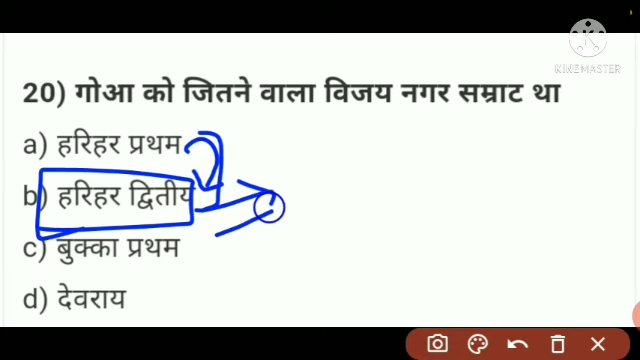 KINEMASTER
20) गोआ को जितने वाला विजय नगर सम्राट था
a) हरिहर प्रथम
b) हरिहर द्वितीय
c) बुक्का प्रथम
d) देवराय